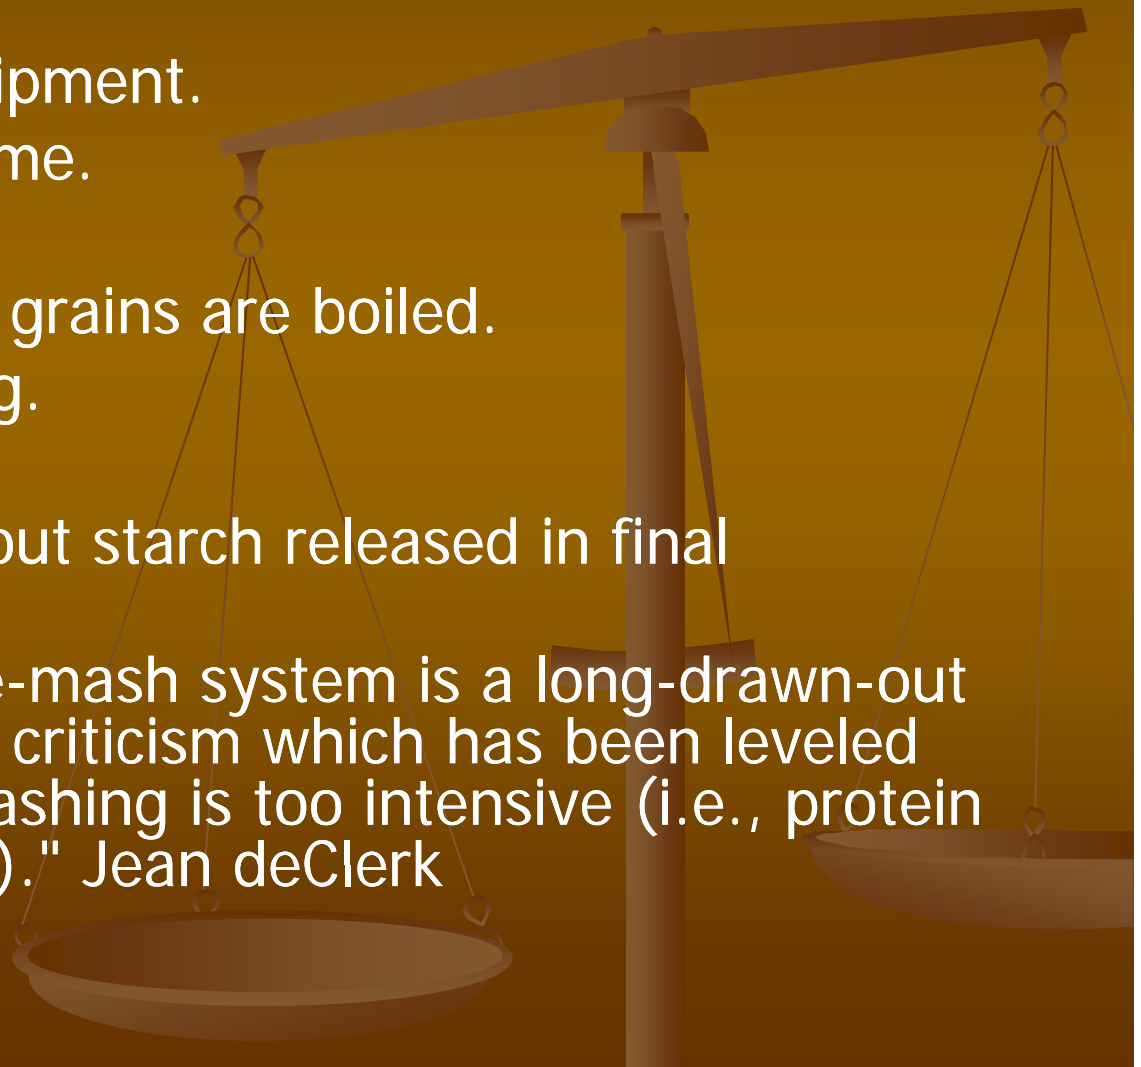 ipment.
me.
grains are boiled.
g.
out starch released in final
e-mash system is a long-drawn-out
criticism which has been leveled
ashing is too intensive (i.e., protein
)." Jean deClerk